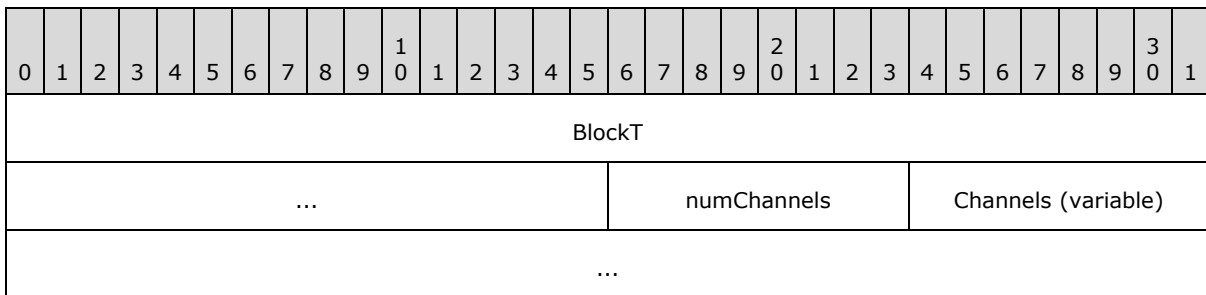 0 1 2 3 4 5 6 7 8 9 1 0 1 2 3 4 5 6 7 8 9 2 0 1 2 3 4 5 6 7 8 9 3 0 1
BlockT
... numChannels Channels (variable)
...